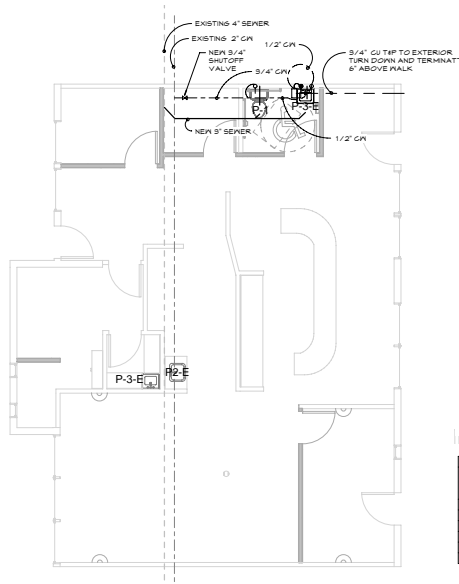 EXISTING 4" SEWER
EXISTING 2" CW
NEW 3/4"
SHUTOFF
VALVE
1/2" CW
3/4" CW
3/4" CU T&P TO EXTERIOR
TURN DOWN AND TERMINAT
6" ABOVE WALK
P-1
P-3-E
NEW 3" SEWER
1/2" CW
P-3-E
P2-E